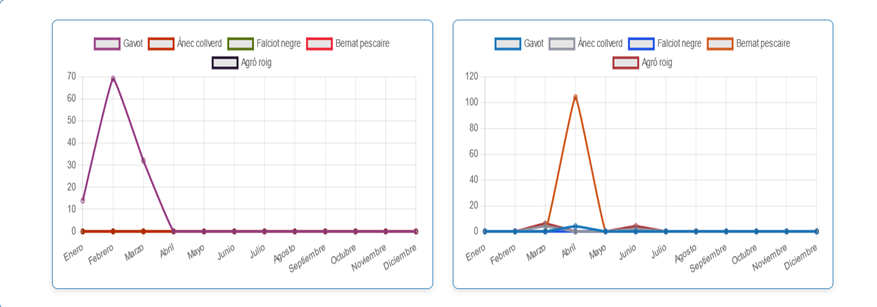 Gavot Ànec collverd Falciot negre Bernat pescaire
Agró roig
70
60
50
40
30
20
10
0
Enero Febrero Marzo Abril Mayo Junio Julio Agosto Septiembre Octubre Noviembre Diciembre
Gavot Ànec collverd Falciot negre Bernat pescaire
Agró roig
120
100
80
60
40
20
0
Enero Febrero Marzo Abril Mayo Junio Julio Agosto Septiembre Octubre Noviembre Diciembre